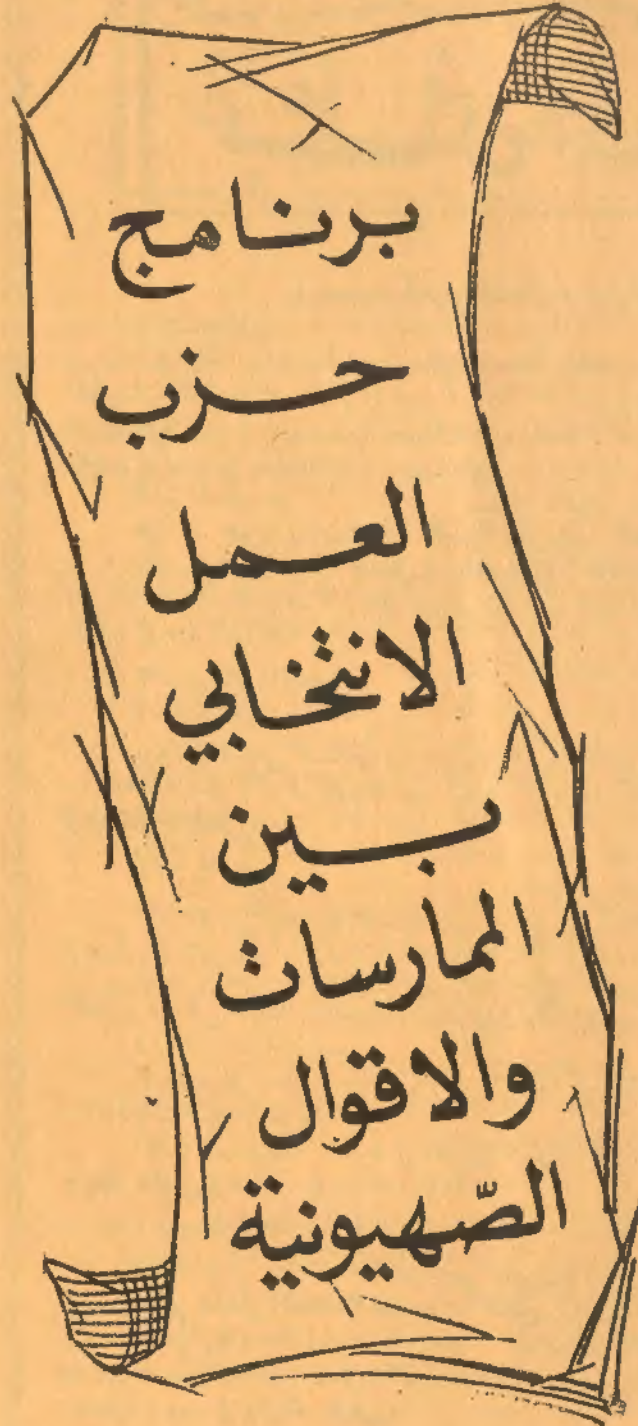 برنامج
حزب
العمل
الانتخابي
بين
الممارسات
والاقوال
الصّهيونية